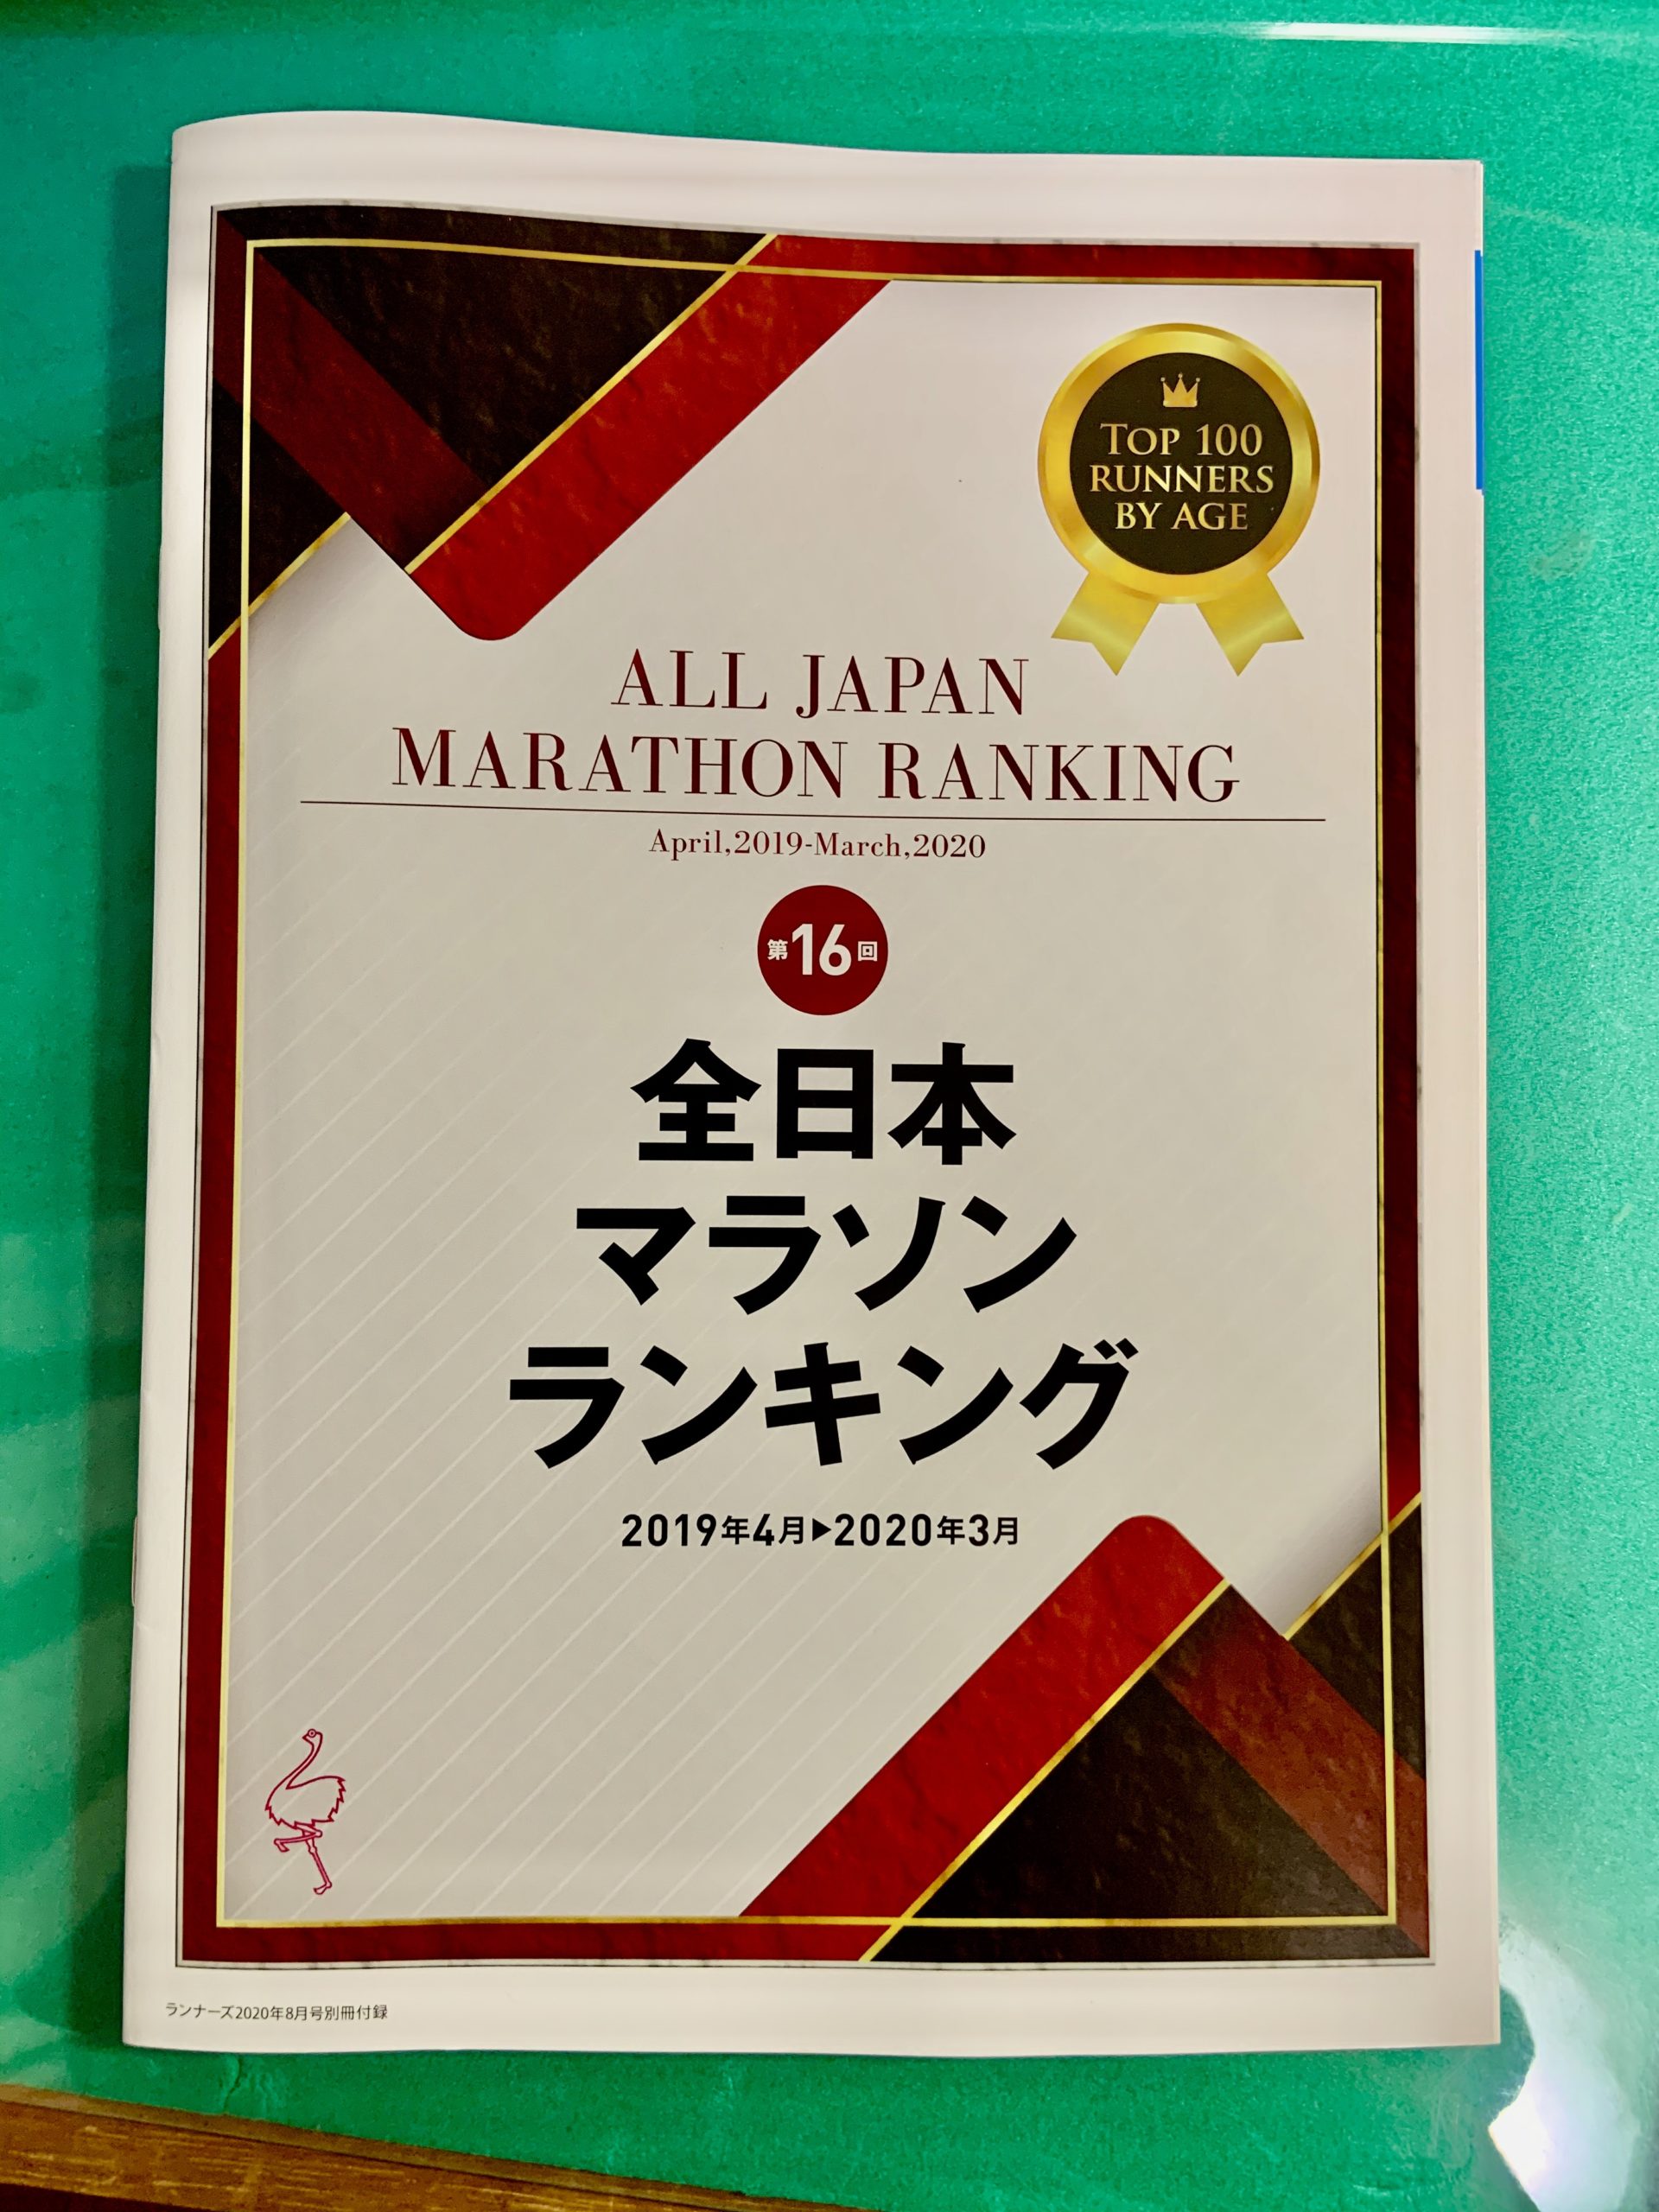 TOP 100
RUNNERS
BY AGE
ALL JAPAN
MARATHON RANKING
April,2019-March,2020
第16回
全日本
マラソン
ランキング
2019年4月▶2020年3月
ランナーズ2020年8月号別冊付録